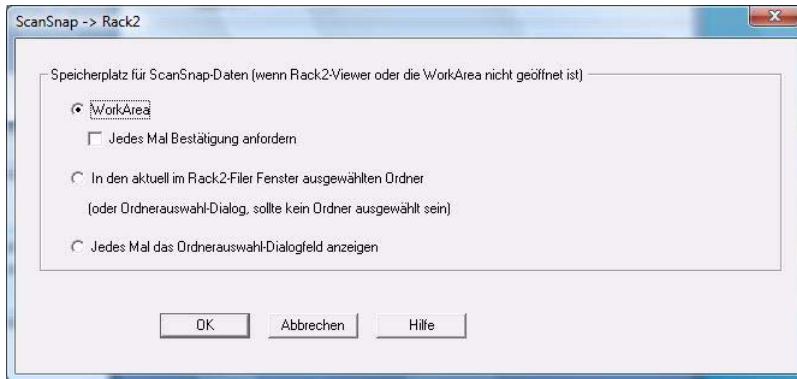 ScanSnap -> Rack2
Speicherplatz für ScanSnap-Daten (wenn Rack2-Viewer oder die WorkArea nicht geöffnet ist)
WorkArea
Jedes Mal Bestätigung anfordern
In den aktuell im Rack2-Filer Fenster ausgewählten Ordner
(oder Ordnerauswahl-Dialog, sollte kein Ordner ausgewählt sein)
Jedes Mal das Ordnerauswahl-Dialogfeld anzeigen
OK Abbrechen Hilfe